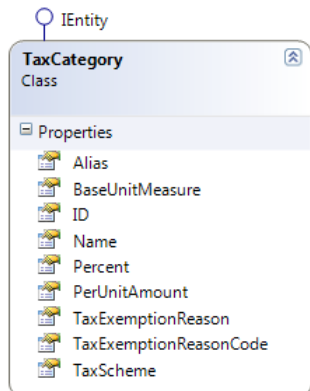 IEntity
TaxCategory
Class
Properties
Alias
BaseUnitMeasure
ID
Name
Percent
PerUnitAmount
TaxExemptionReason
TaxExemptionReasonCode
TaxScheme